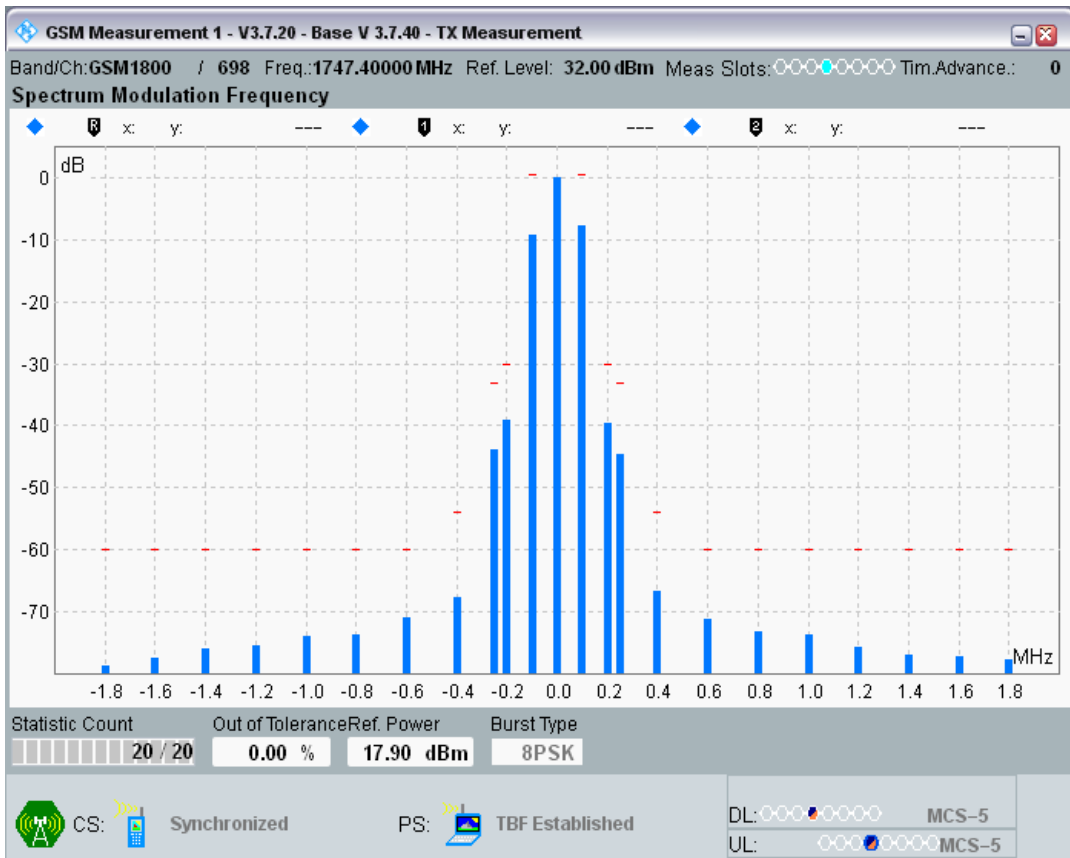 GSM Measurement 1 - V3.7.20 - Base V 3.7.40 - TX Measurement
Band/Ch:GSM1800 / 698 Freq.:1747.40000 MHz Ref. Level: 32.00 dBm Meas Slots: Tim.Advance.: 0
Spectrum Modulation Frequency
R x: y: --- 1 x: y: --- 2 x: y: ---
dB
0
-10
-20
-30
-40
-50
-60
-70
MHz
-1.8 -1.6 -1.4 -1.2 -1.0 -0.8 -0.6 -0.4 -0.2 0.0 0.2 0.4 0.6 0.8 1.0 1.2 1.4 1.6 1.8
Statistic Count Out of Tolerance Ref. Power Burst Type
20 / 20 0.00 % 17.90 dBm 8PSK
CS: Synchronized PS: TBF Established
DL: MCS-5
UL: MCS-5